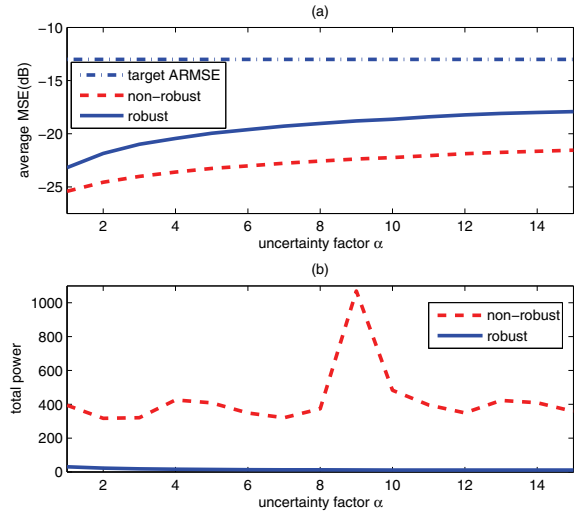 (a)
−10
−15
−20
−25
average MSE(dB)
target ARMSE
non−robust
robust
2 4 6 8 10 12 14
uncertainty factor α
(b)
1000
800
600
400
200
0
total power
non−robust
robust
2 4 6 8 10 12 14
uncertainty factor α